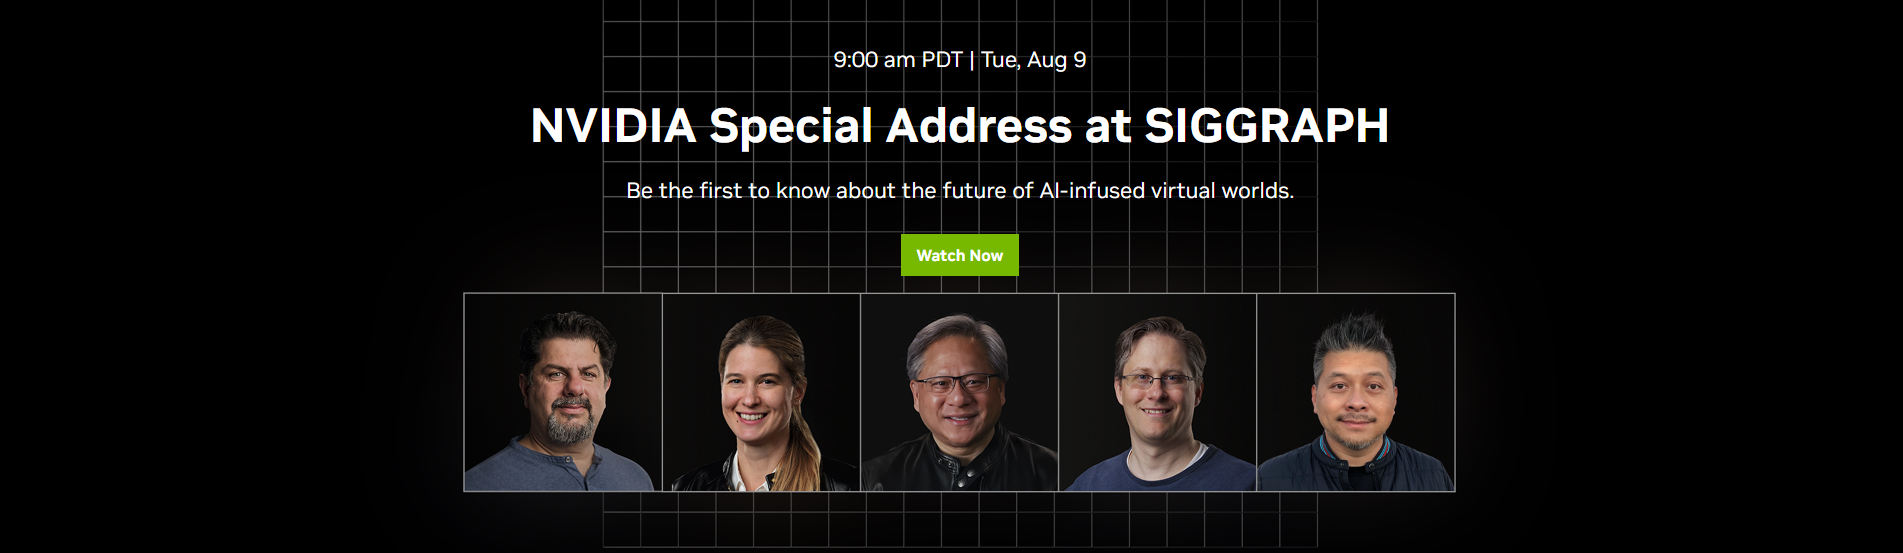 9:00 am PDT | Tue, Aug 9
NVIDIA Special Address at SIGGRAPH
Be the first to know about the future of AI-infused virtual worlds.
Watch Now